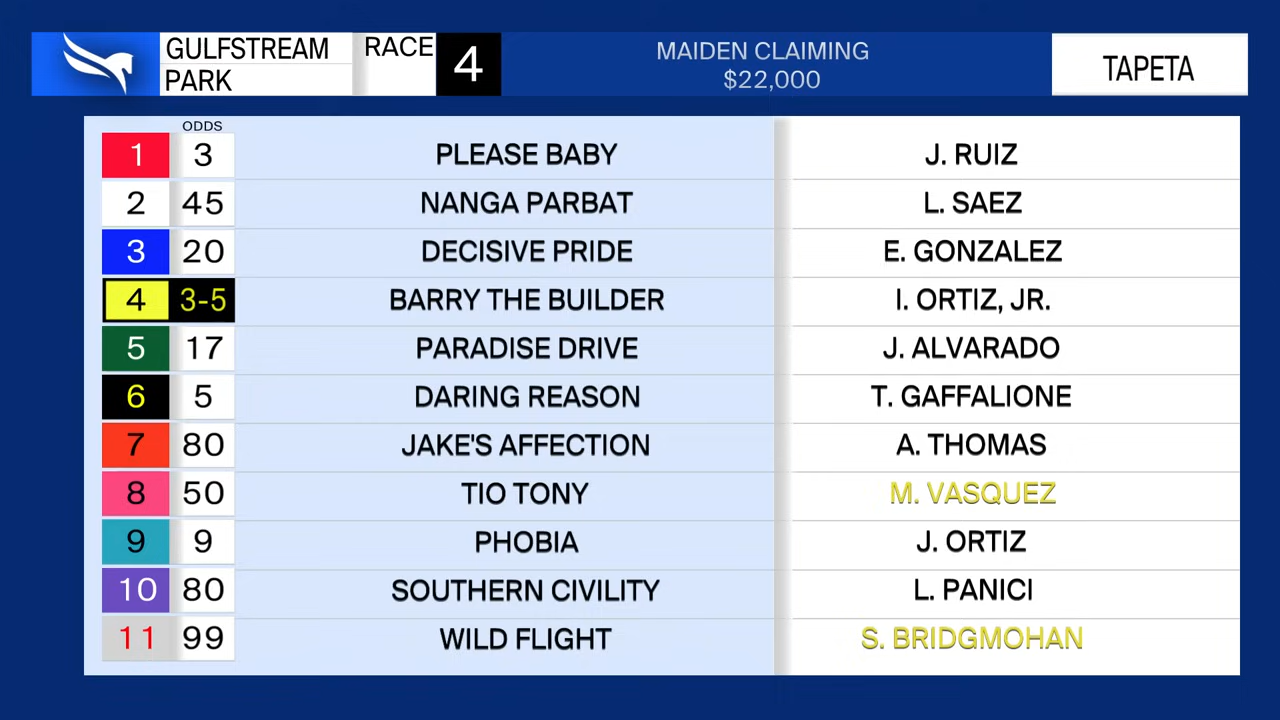 GULFSTREAM
PARK
RACE 4
MAIDEN CLAIMING
$22,000
TAPETA
ODDS
1 3 PLEASE BABY J. RUIZ
2 45 NANGA PARBAT L. SAEZ
3 20 DECISIVE PRIDE E. GONZALEZ
4 3-5 BARRY THE BUILDER I. ORTIZ, JR.
5 17 PARADISE DRIVE J. ALVARADO
6 5 DARING REASON T. GAFFALIONE
7 80 JAKE'S AFFECTION A. THOMAS
8 50 TIO TONY M. VASQUEZ
9 9 PHOBIA J. ORTIZ
10 80 SOUTHERN CIVILITY L. PANICI
11 99 WILD FLIGHT S. BRIDGMOHAN